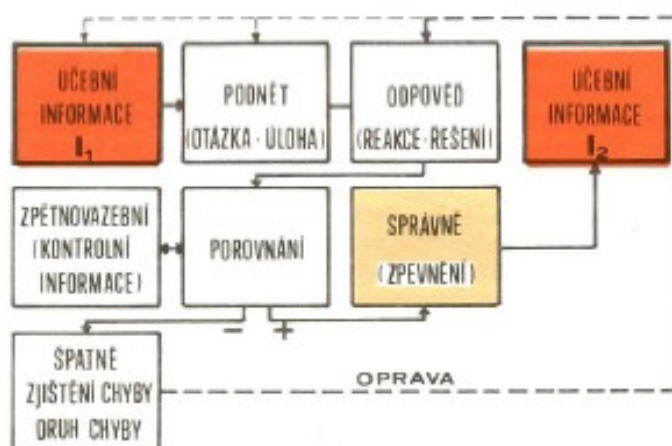 UČEBNÍ
INFORMACE
I₁
PODNĚT
(OTÁZKA - ÚLOHA)
ODPOVĚĎ
(REAKCE - ŘEŠENÍ)
UČEBNÍ
INFORMACE
I₂
ZPĚTNOVAZEBNÍ
(KONTROLNÍ
INFORMACE)
POROVNÁNÍ
SPRÁVNĚ
(ZPEVNĚNÍ)
- +
ŠPATNĚ
ZJIŠTĚNÍ CHYBY
DRUH CHYBY
OPRAVA